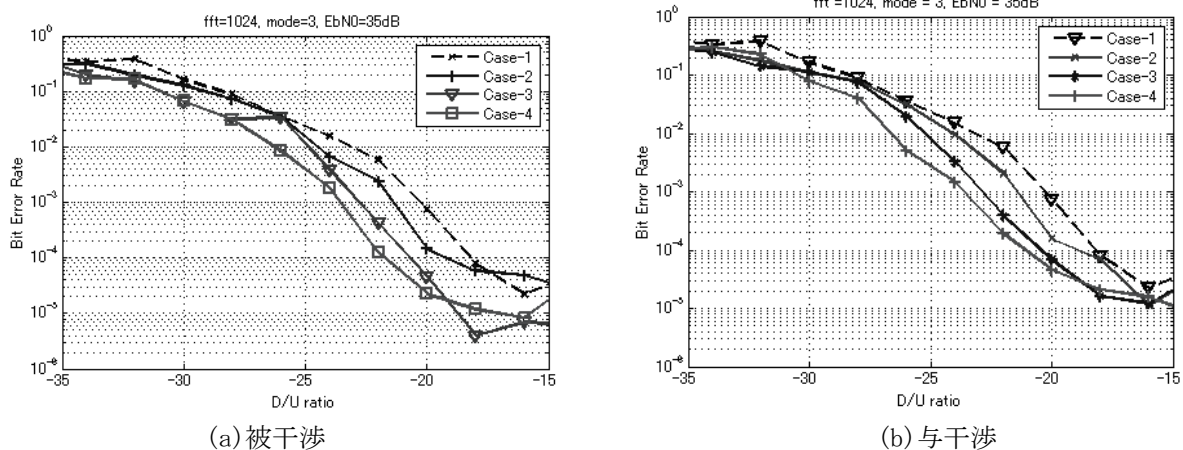 fft=1024, mode=3, EbN0=35dB
10^0
10^-1
10^-2
10^-3
10^-4
10^-5
10^-6
Bit Error Rate
Case-1
Case-2
Case-3
Case-4
-35
-30
-25
-20
-15
D/U ratio
(a)被干渉
fft =1024, mode = 3, EbN0 = 35dB
10^0
10^-1
10^-2
10^-3
10^-4
10^-5
10^-6
Bit Error Rate
Case-1
Case-2
Case-3
Case-4
-35
-30
-25
-20
-15
D/U ratio
(b)与干渉